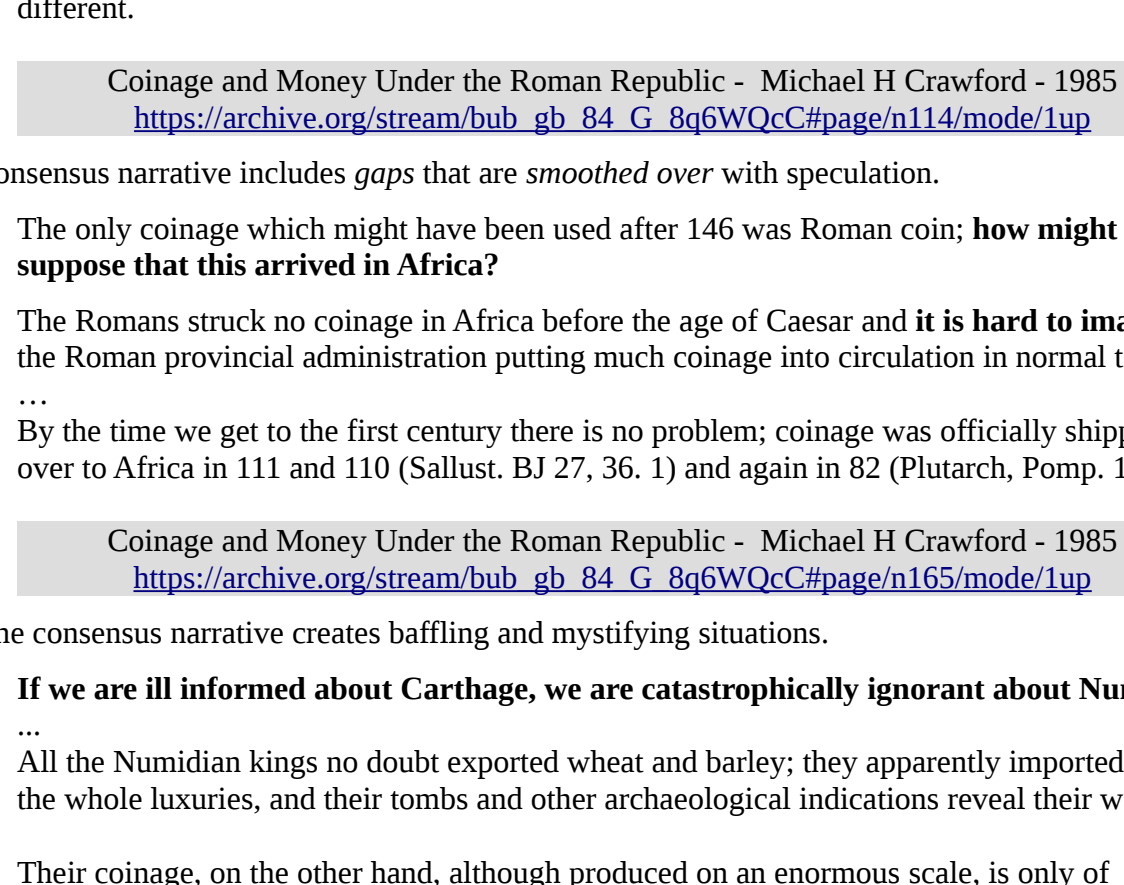 different.
Coinage and Money Under the Roman Republic - Michael H Crawford - 1985
https://archive.org/stream/bub_gb_84_G_8q6WQcC#page/n114/mode/1up
onsensus narrative includes gaps that are smoothed over with speculation.
The only coinage which might have been used after 146 was Roman coin; how might
suppose that this arrived in Africa?
The Romans struck no coinage in Africa before the age of Caesar and it is hard to ima
the Roman provincial administration putting much coinage into circulation in normal t
…
By the time we get to the first century there is no problem; coinage was officially shipp
over to Africa in 111 and 110 (Sallust. BJ 27, 36. 1) and again in 82 (Plutarch, Pomp. 1
Coinage and Money Under the Roman Republic - Michael H Crawford - 1985
https://archive.org/stream/bub_gb_84_G_8q6WQcC#page/n165/mode/1up
ne consensus narrative creates baffling and mystifying situations.
If we are ill informed about Carthage, we are catastrophically ignorant about Nu
...
All the Numidian kings no doubt exported wheat and barley; they apparently imported
the whole luxuries, and their tombs and other archaeological indications reveal their w
Their coinage, on the other hand, although produced on an enormous scale, is only of